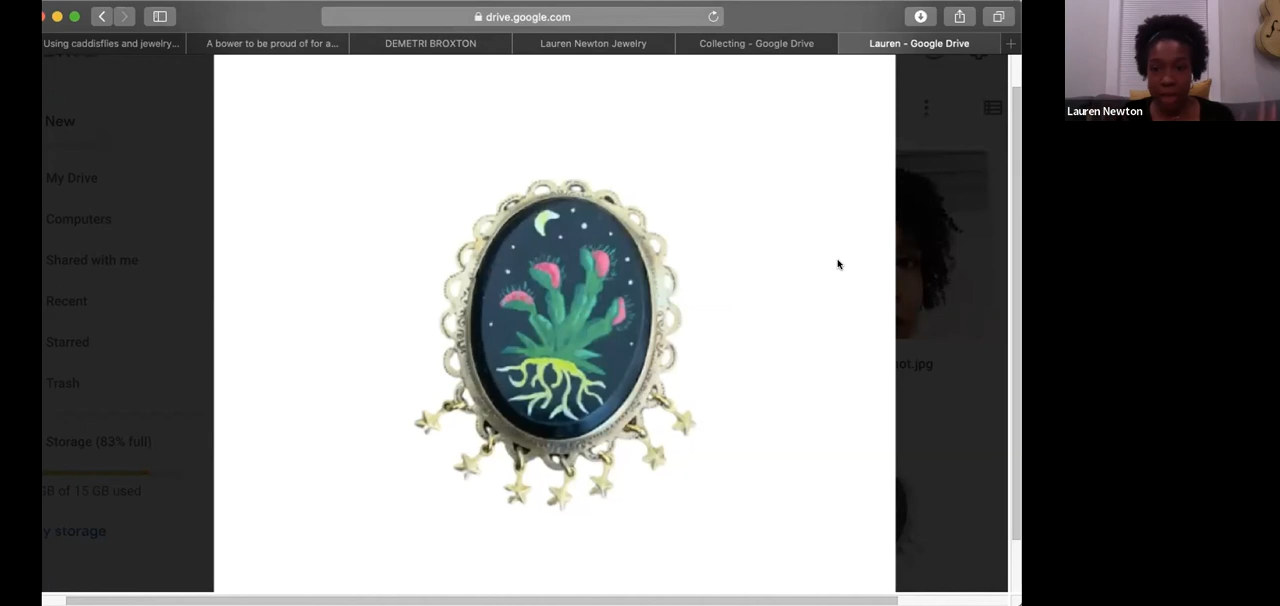 drive.google.com
Using caddisflies and jewelry...
A bower to be proud of for a...
DEMETRI BROXTON
Lauren Newton Jewelry
Collecting - Google Drive
Lauren - Google Drive
New
My Drive
Computers
Shared with me
Recent
Starred
Trash
Storage (83% full)
of 15 GB used
storage
Lauren Newton